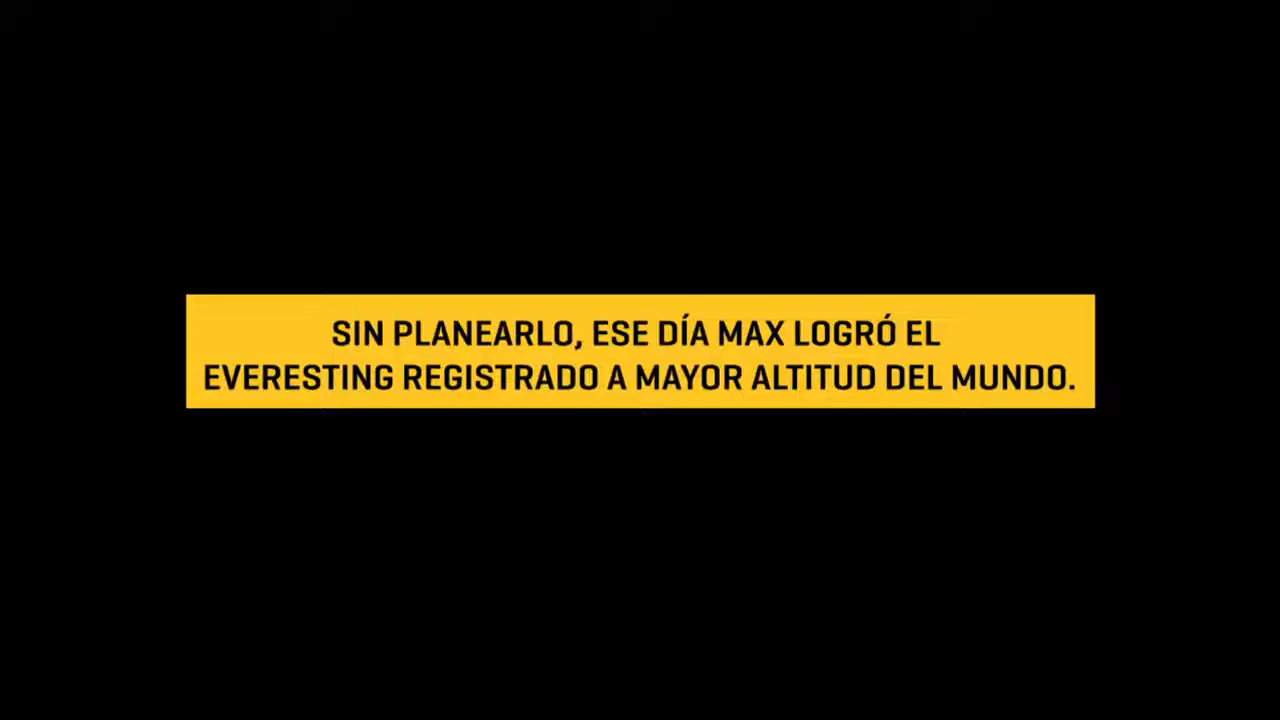 SIN PLANEARLO, ESE DÍA MAX LOGRÓ EL
EVERESTING REGISTRADO A MAYOR ALTITUD DEL MUNDO.